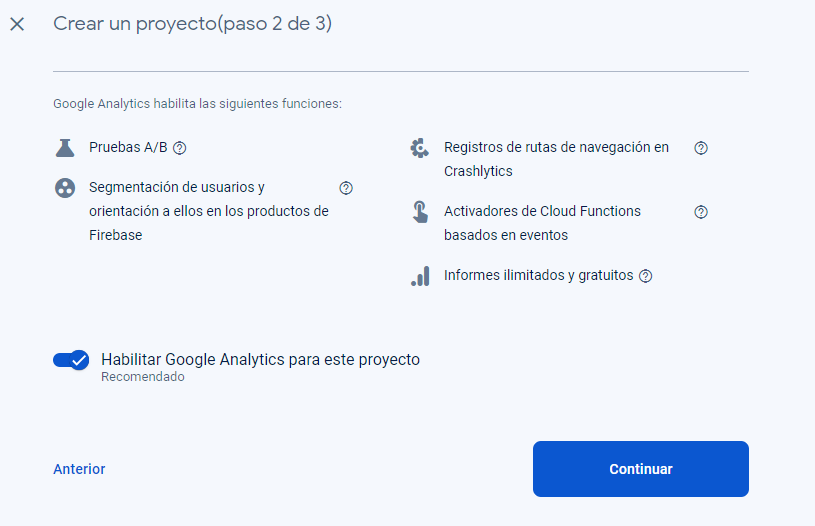 Crear un proyecto(paso 2 de 3)
Google Analytics habilita las siguientes funciones:
Pruebas A/B
Segmentación de usuarios y
orientación a ellos en los productos de
Firebase
Registros de rutas de navegación en
Crashlytics
Activadores de Cloud Functions
basados en eventos
Informes ilimitados y gratuitos
Habilitar Google Analytics para este proyecto
Recomendado
Anterior
Continuar